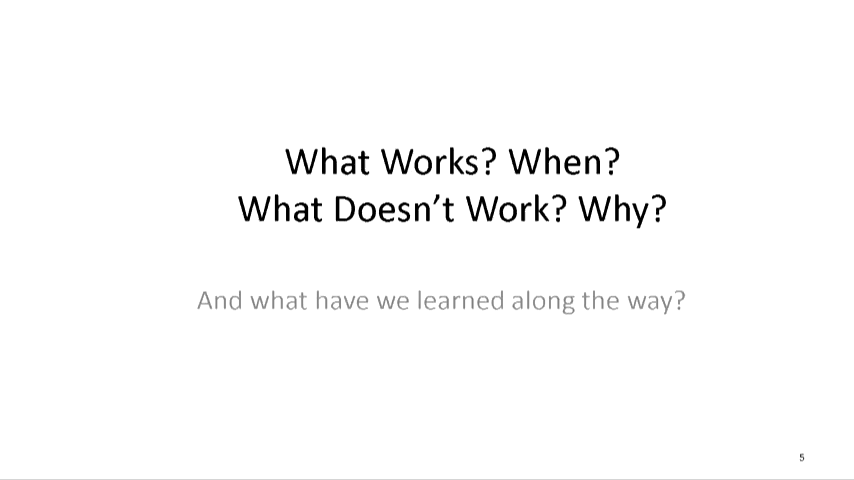 What Works? When?
What Doesn’t Work? Why?
And what have we learned along the way?
5